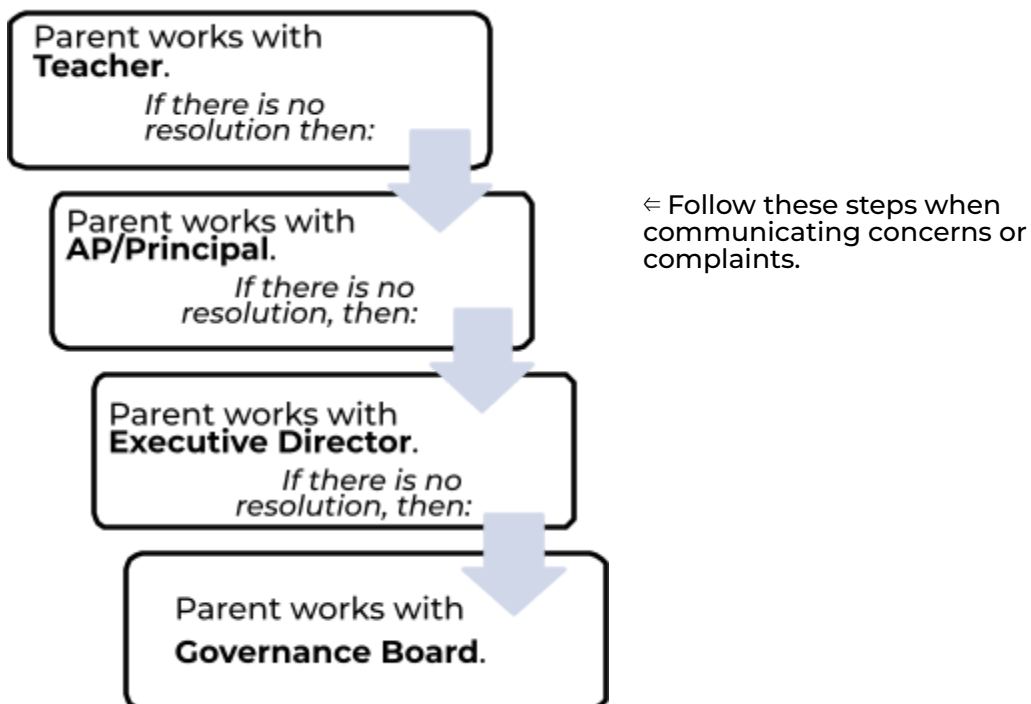 Parent works with
Teacher.
If there is no
resolution then:
Parent works with
AP/Principal.
If there is no
resolution, then:
⇐ Follow these steps when
communicating concerns or
complaints.
Parent works with
Executive Director.
If there is no
resolution, then:
Parent works with
Governance Board.